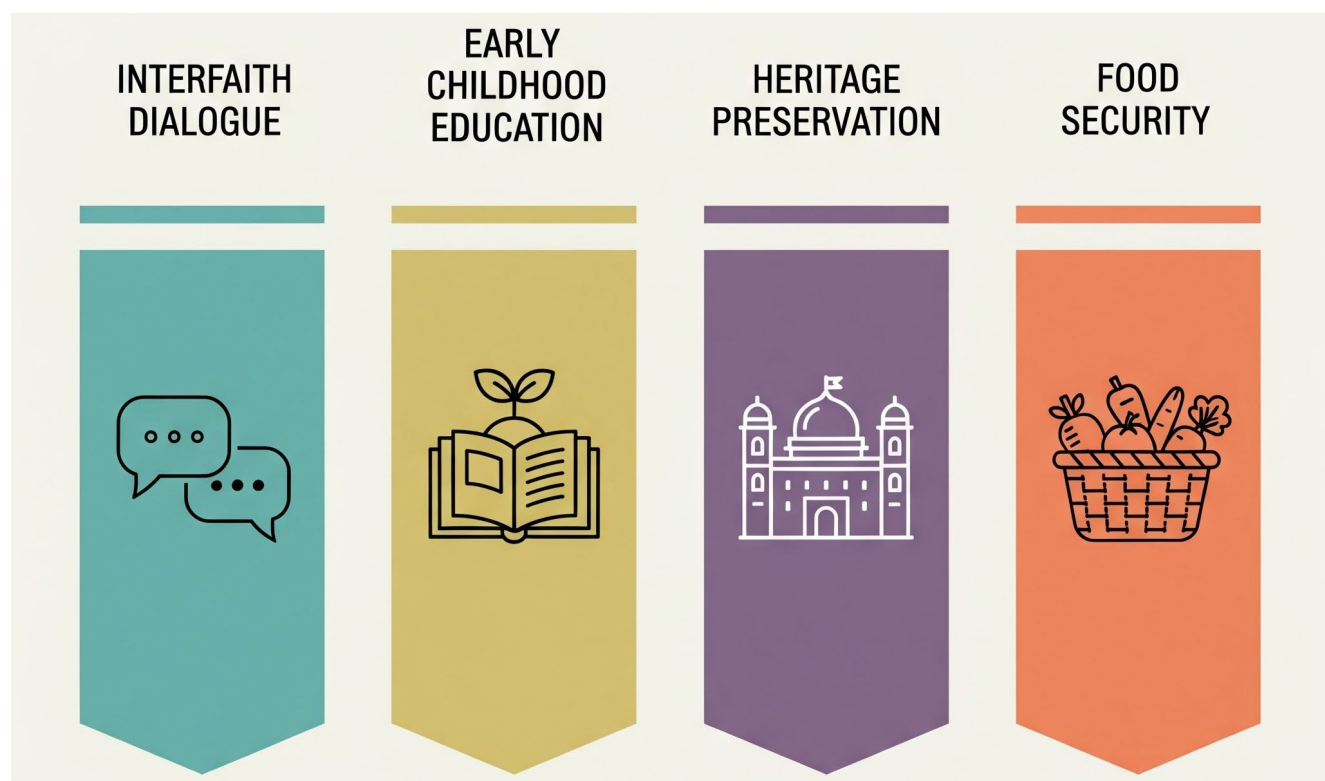 INTERFAITH
DIALOGUE
EARLY
CHILDHOOD
EDUCATION
HERITAGE
PRESERVATION
FOOD
SECURITY